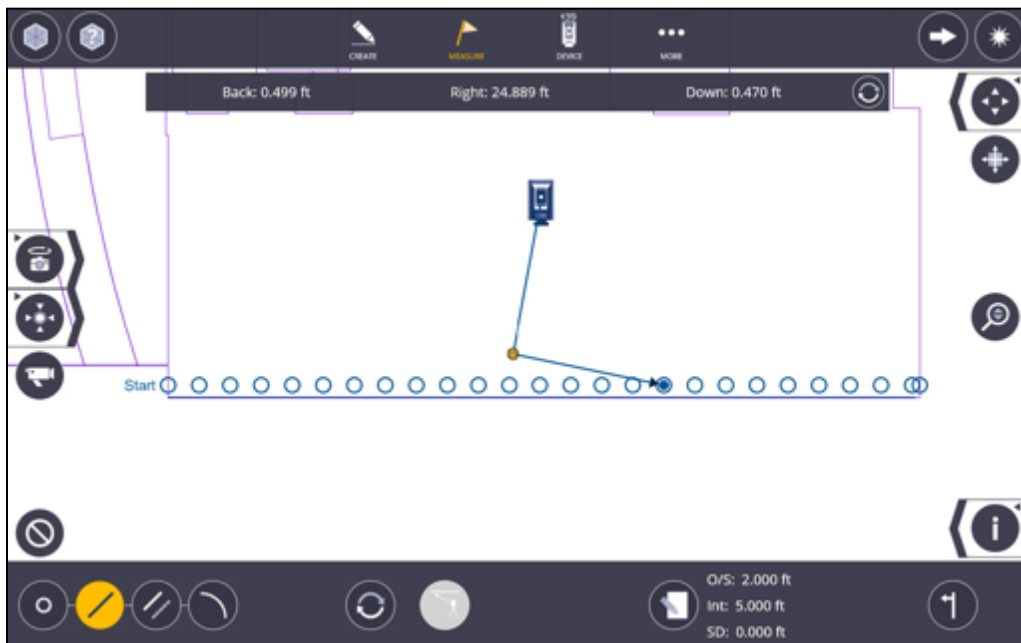 K9S
CREATE
MEASURE
DEVICE
MORE
Back: 0.499 ft
Right: 24.889 ft
Down: 0.470 ft
Start
O/S: 2.000 ft
Int: 5.000 ft
SD: 0.000 ft